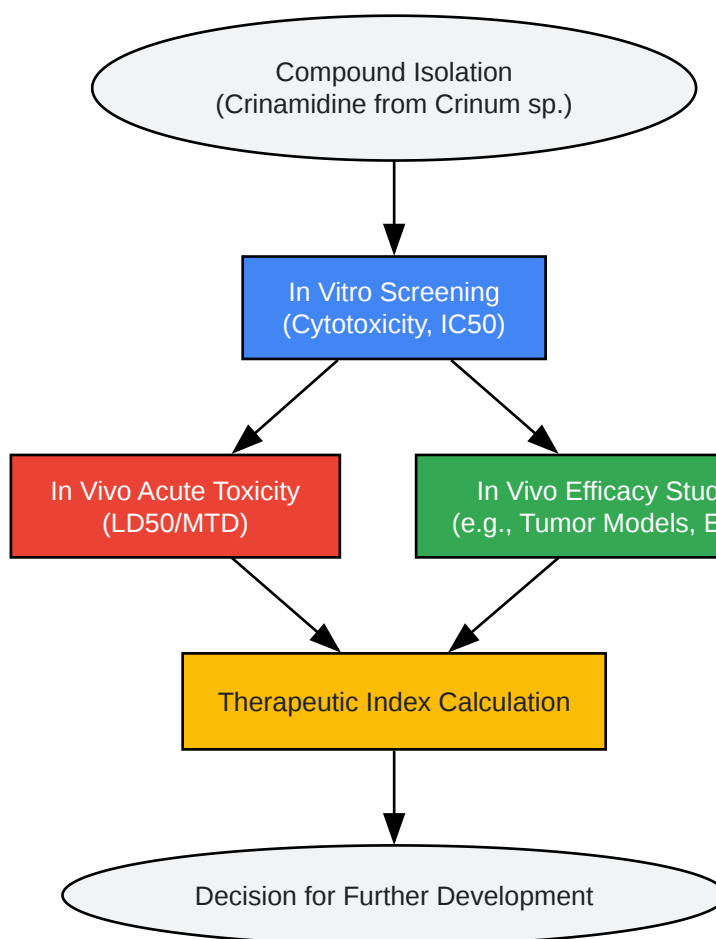 Compound Isolation
(Crinamidine from Crinum sp.)
In Vitro Screening
(Cytotoxicity, IC50)
In Vivo Acute Toxicity
(LD50/MTD)
In Vivo Efficacy
(e.g., Tumor Models,
Therapeutic Index Calculation
Decision for Further Development